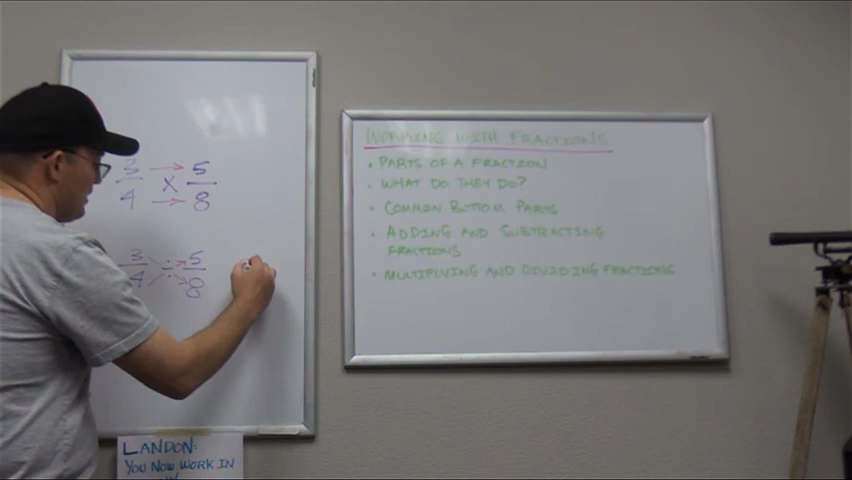 3 → 5
4 X → 8
3 ÷ 5
4 8
WORKING WITH FRACTIONS
• PARTS OF A FRACTION
• WHAT DO THEY DO?
• COMMON BOTTOM PARTS
• ADDING AND SUBTRACTING
FRACTIONS
• MULTIPLYING AND DIVIDING FRACTIONS
LANDON:
YOU NOW WORK IN